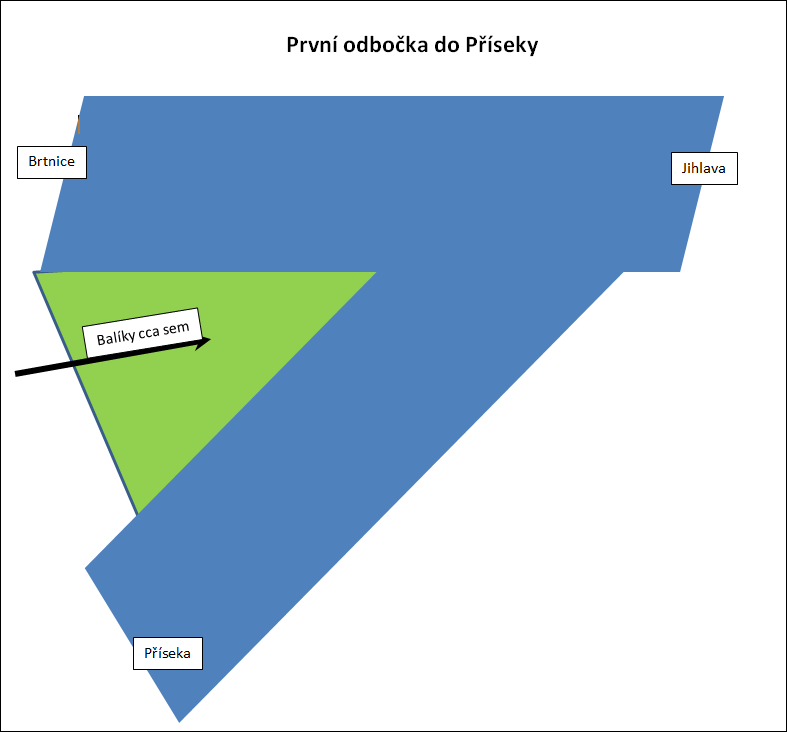 První odbočka do Příseky
Brtnice
Jihlava
Balíky cca sem
Příseka